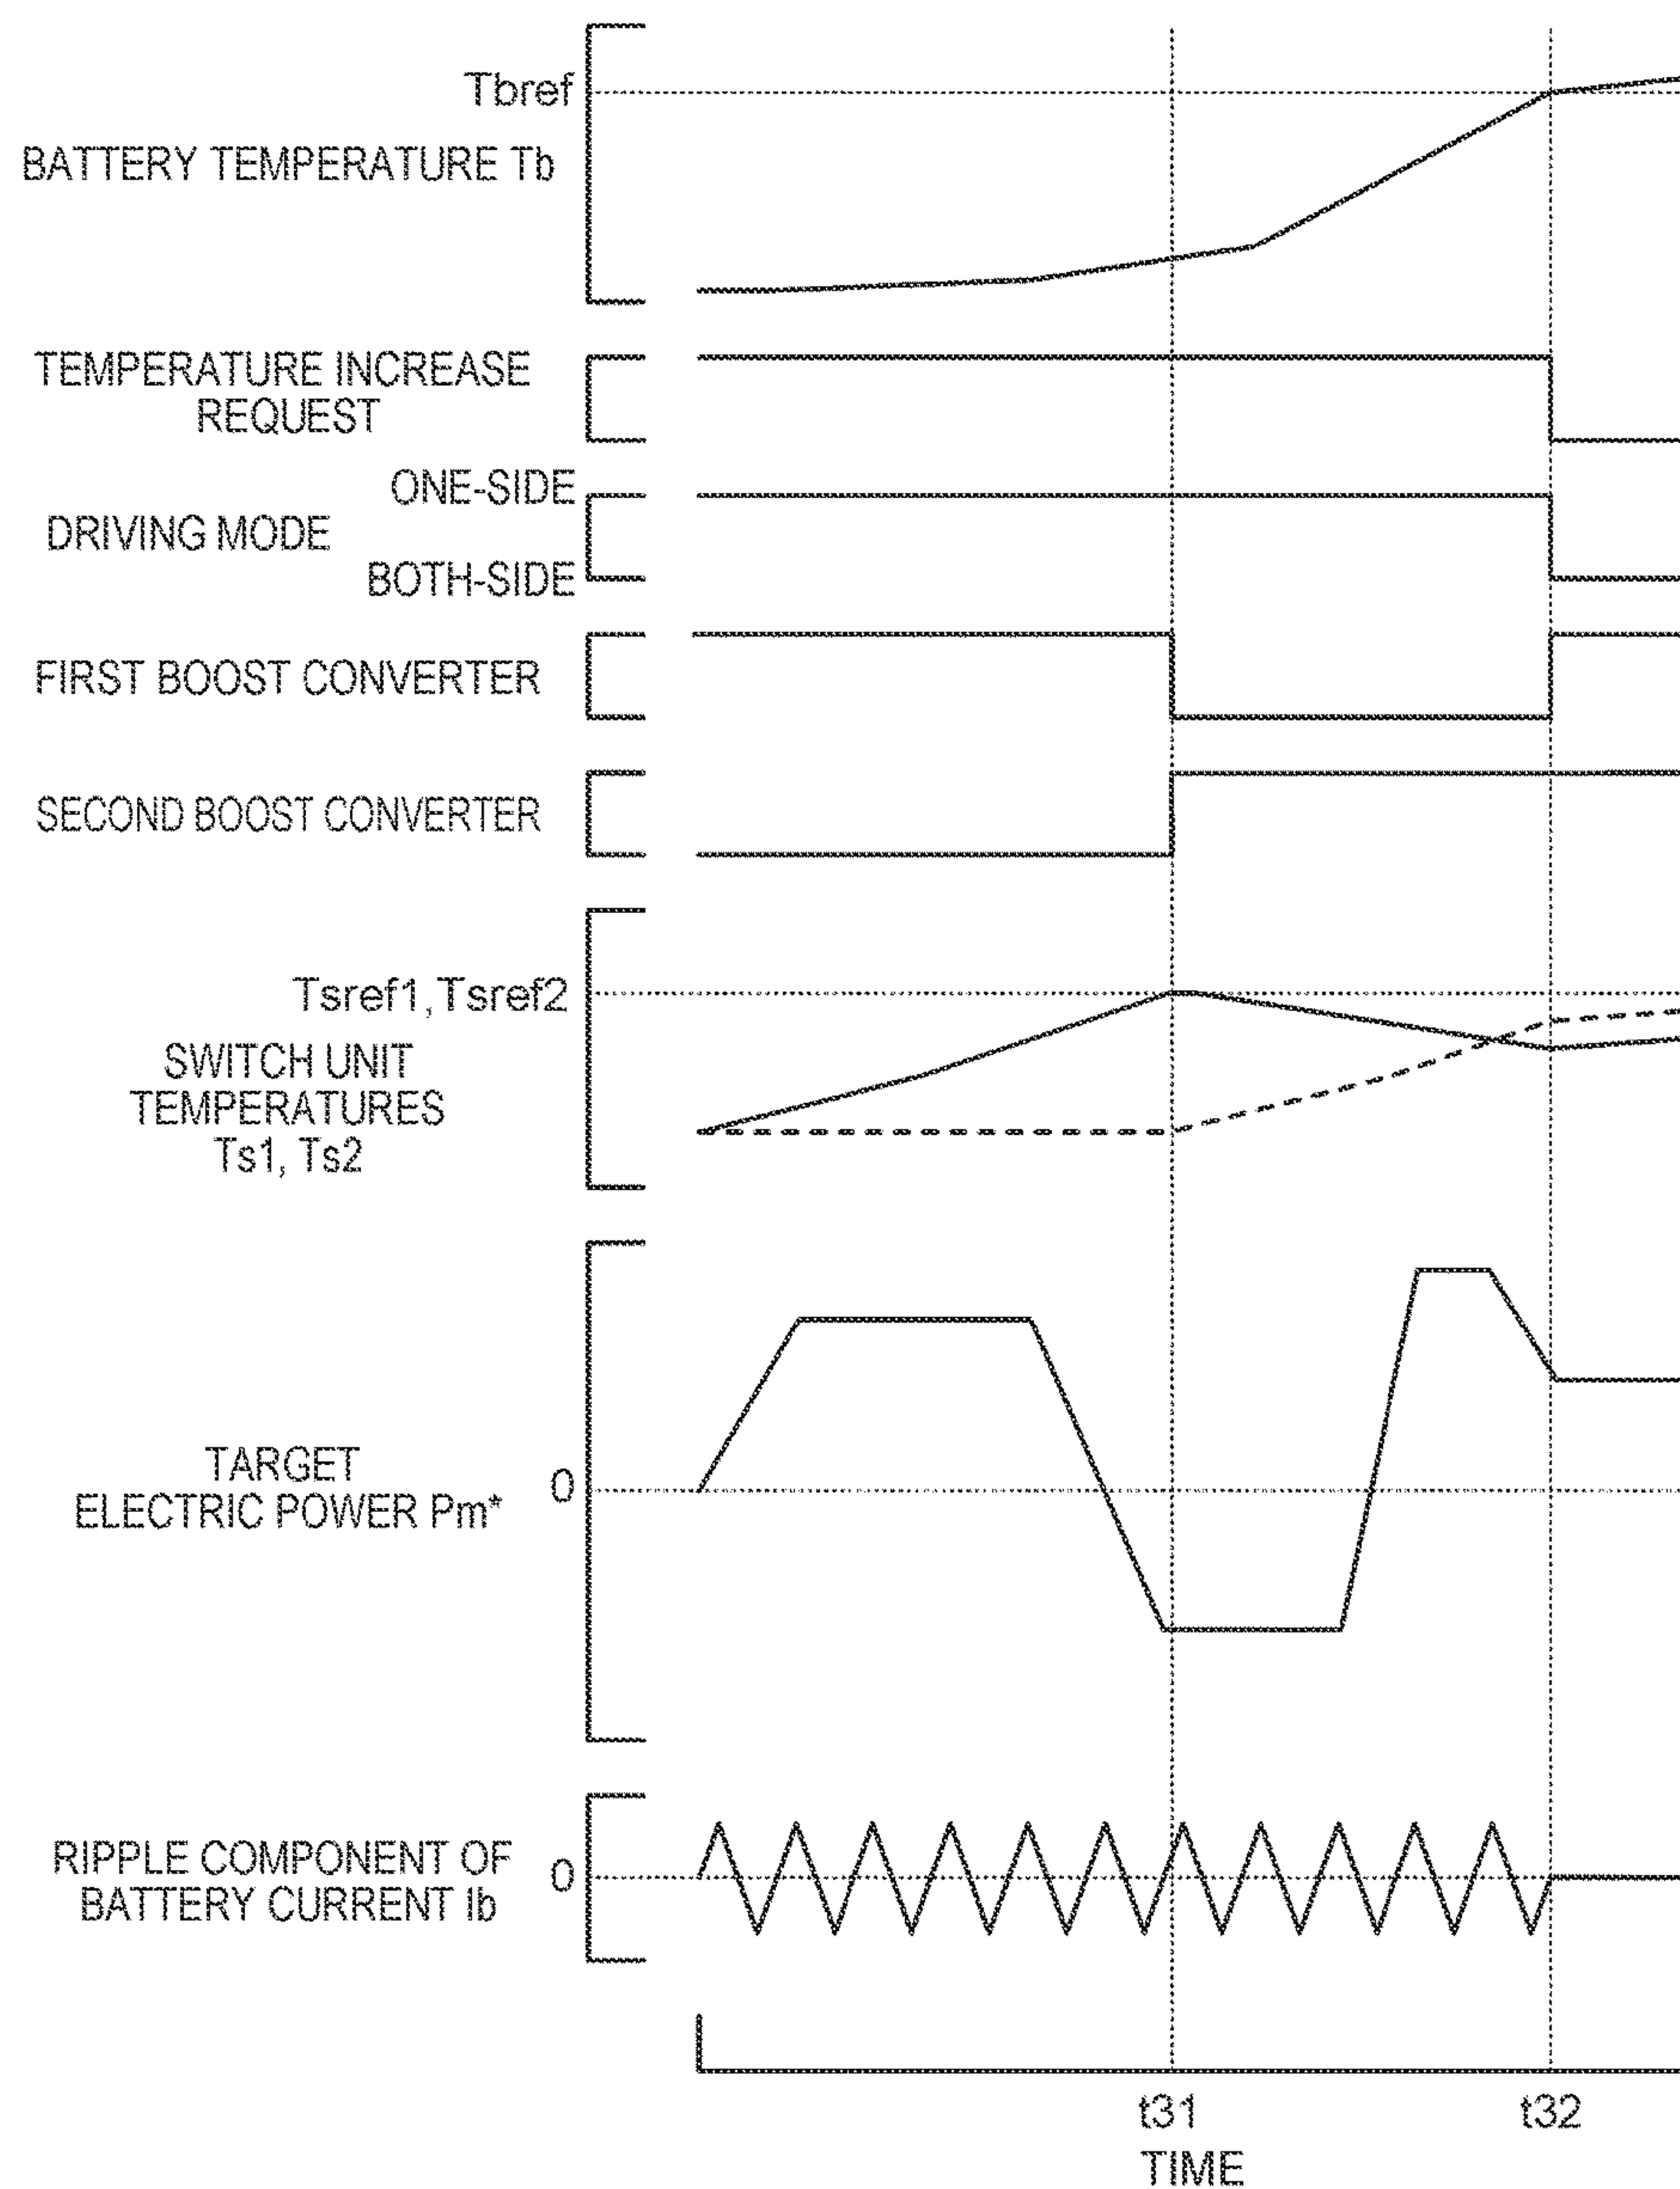 Tbref
BATTERY TEMPERATURE Tb
TEMPERATURE INCREASE
REQUEST
ONE-SIDE
DRIVING MODE
BOTH-SIDE
FIRST BOOST CONVERTER
SECOND BOOST CONVERTER
Tsref1,Tsref2
SWITCH UNIT
TEMPERATURES
Ts1, Ts2
TARGET
ELECTRIC POWER Pm*
0
RIPPLE COMPONENT OF
BATTERY CURRENT Ib
0
t31
t32
TIME